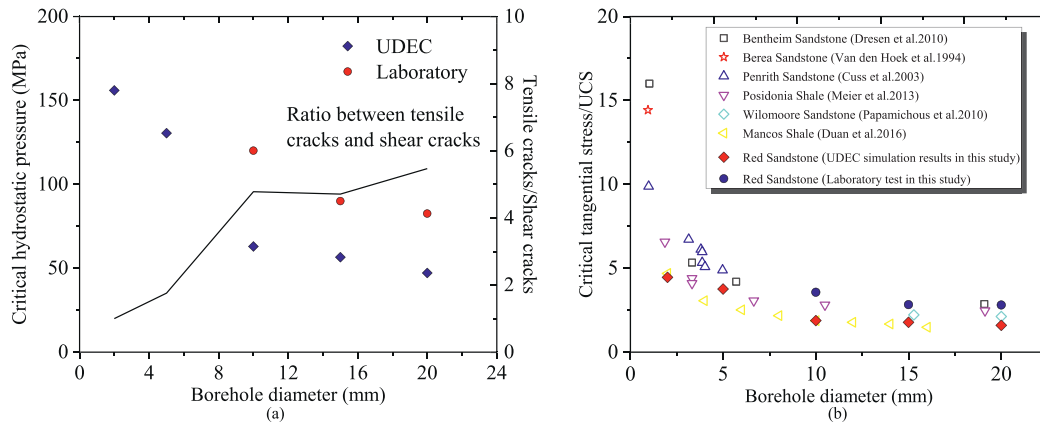 200
150
100
50
0
Critical hydrostatic pressure (MPa)
UDEC
Laboratory
Ratio between tensile
cracks and shear cracks
10
8
6
4
2
0
Tensile cracks/Shear cracks
0 4 8 12 16 20 24
Borehole diameter (mm)
(a)
20
15
10
5
0
Critical tangential stress/UCS
Bentheim Sandstone (Dresen et al.2010)
Berea Sandstone (Van den Hoek et.1994)
Penrith Sandstone (Cuss et al.2003)
Posidonia Shale (Meier et al.2013)
Wilomoore Sandstone (Papamichous et al.2010)
Mancos Shale (Duan et al.2016)
Red Sandstone (UDEC simulation results in this study)
Red Sandstone (Laboratory test in this study)
0 5 10 15 20
Borehole diameter (mm)
(b)